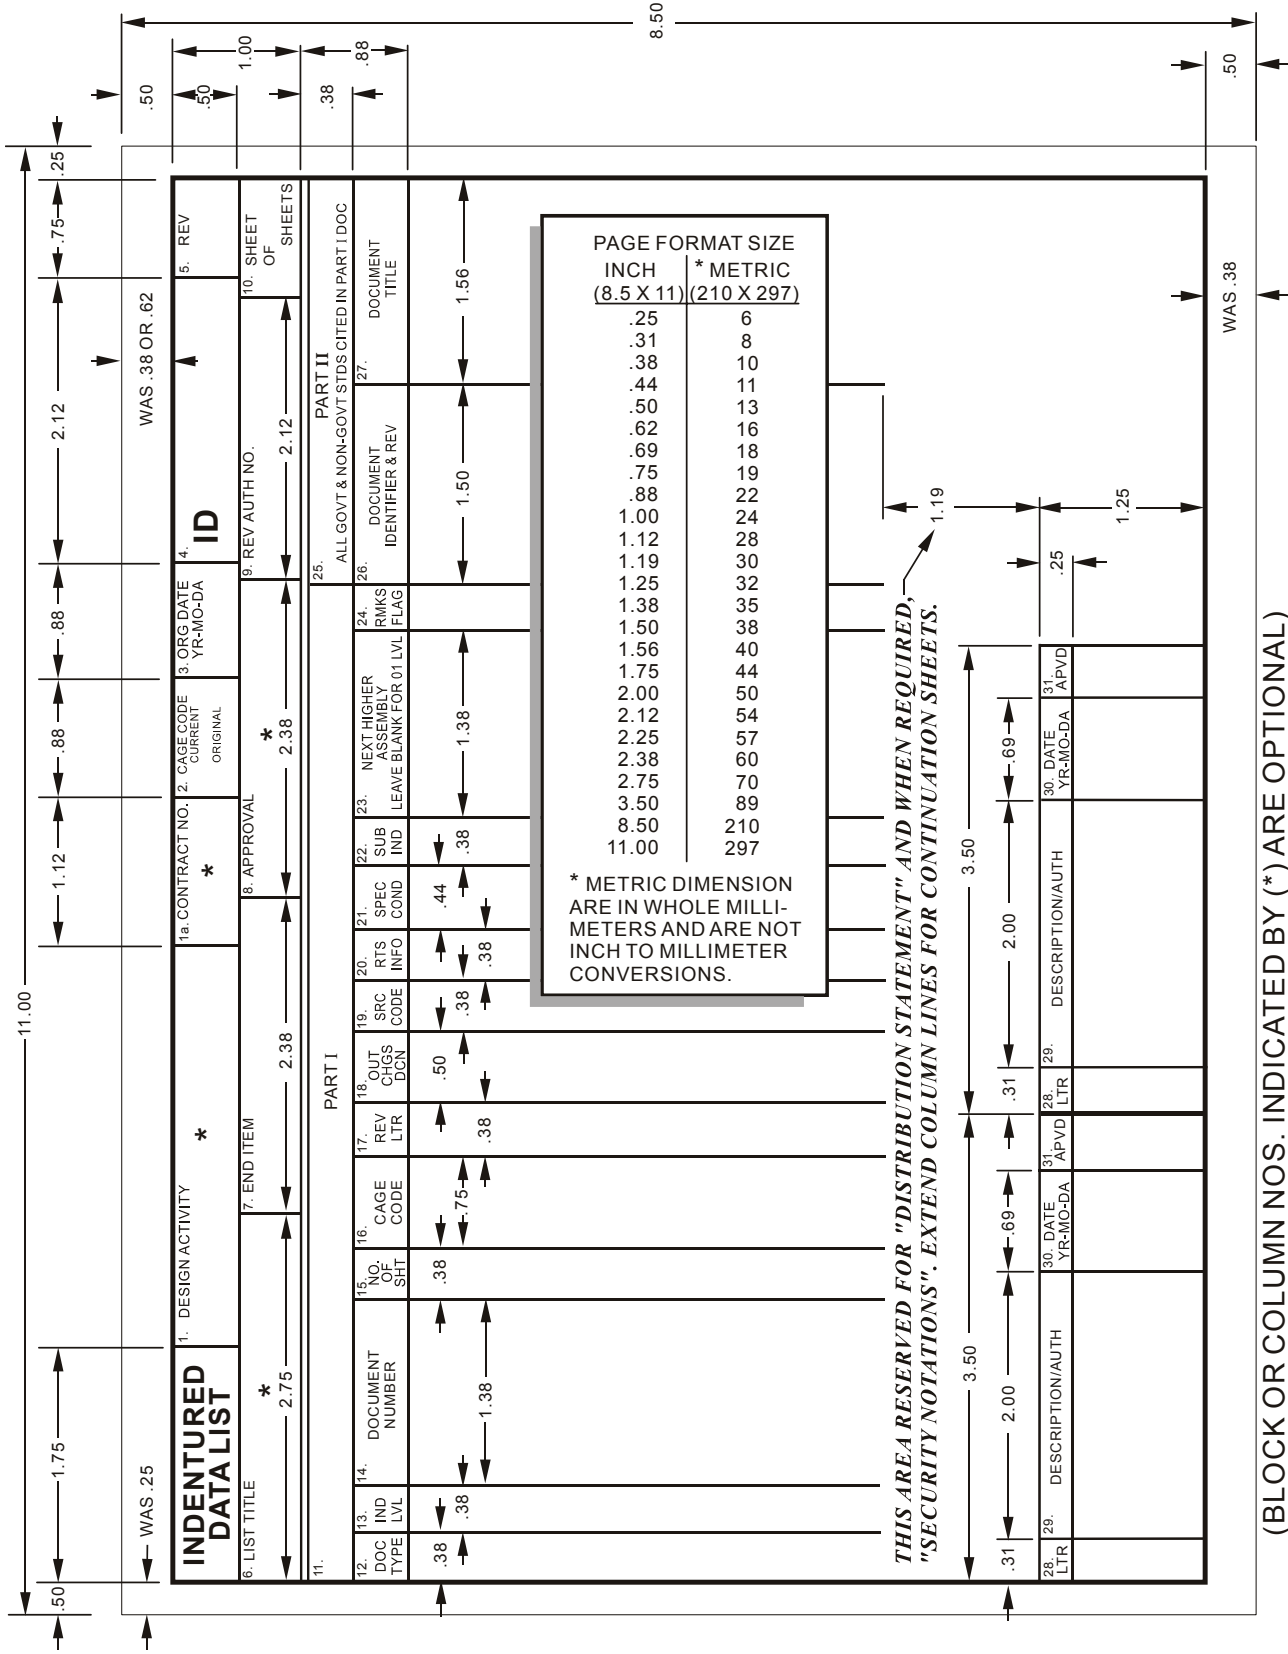 11.00
.50
1.75
1.12
.88
.88
2.12
.75
.25
WAS .25
WAS .38 OR .62
8.50
.50
.50
1.00
.38
.88
.50
WAS .38
INDENTURED
DATA LIST
1. DESIGN ACTIVITY
*
1a. CONTRACT NO.
*
2. CAGE CODE
CURRENT
ORIGINAL
3. ORG DATE
YR-MO-DA
4.
ID
5. REV
6. LIST TITLE
*
2.75
7. END ITEM
2.38
8. APPROVAL
*
2.38
9. REV AUTH NO.
2.12
10. SHEET
OF
SHEETS
11.
PART I
25.
PART II
ALL GOVT & NON-GOVT STDS CITED IN PART I DOC
12. DOC
TYPE
13. IND
LVL
14. DOCUMENT
NUMBER
15. NO.
OF
SHT
16. CAGE
CODE
17. REV
LTR
18. OUT
CHGS
DCN
19. SRC
CODE
20. RTS
INFO
21. SPEC
COND
22. SUB
IND
23. NEXT HIGHER
ASSEMBLY
LEAVE BLANK FOR 01 LVL
24. RMKS
FLAG
26. DOCUMENT
IDENTIFIER & REV
27. DOCUMENT
TITLE
.38
.38
1.38
.38
.75
.38
.50
.38
.38
.44
.38
1.38
1.50
1.56
PAGE FORMAT SIZE
INCH * METRIC
(8.5 X 11) (210 X 297)
.25 6
.31 8
.38 10
.44 11
.50 13
.62 16
.69 18
.75 19
.88 22
1.00 24
1.12 28
1.19 30
1.25 32
1.38 35
1.50 38
1.56 40
1.75 44
2.00 50
2.12 54
2.25 57
2.38 60
2.75 70
3.50 89
8.50 210
11.00 297
* METRIC DIMENSION
ARE IN WHOLE MILLI-
METERS AND ARE NOT
INCH TO MILLIMETER
CONVERSIONS.
THIS AREA RESERVED FOR "DISTRIBUTION STATEMENT" AND WHEN REQUIRED,
"SECURITY NOTATIONS". EXTEND COLUMN LINES FOR CONTINUATION SHEETS.
1.19
3.50
3.50
.31
2.00
.69
.31
2.00
.69
.25
1.25
28.
LTR
29. DESCRIPTION/AUTH
30. DATE
YR-MO-DA
31.
APVD
28.
LTR
29. DESCRIPTION/AUTH
30. DATE
YR-MO-DA
31.
APVD
(BLOCK OR COLUMN NOS. INDICATED BY (*) ARE OPTIONAL)